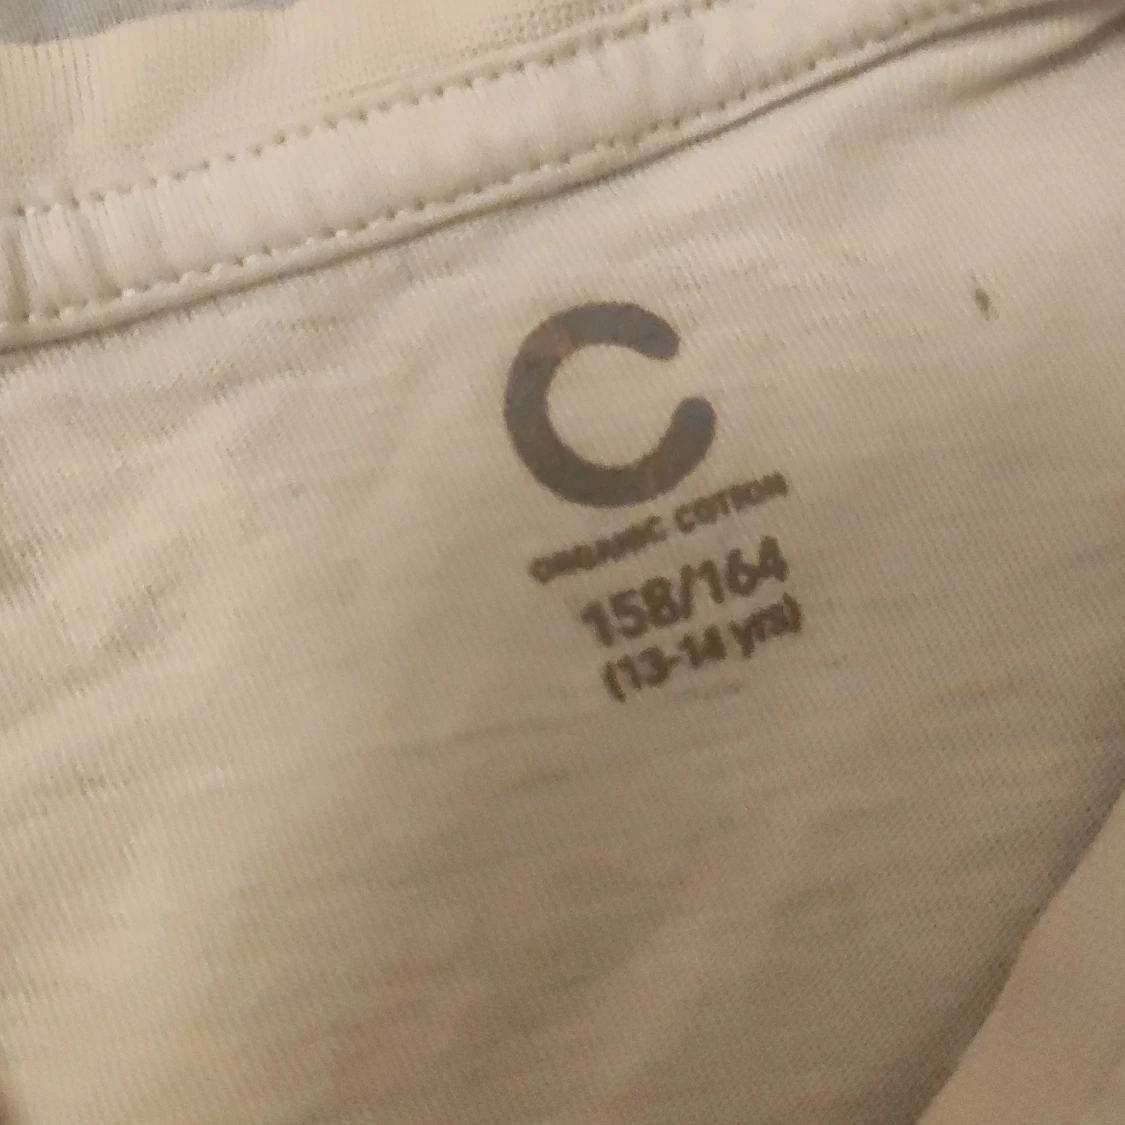 C
ORGANIC COTTON
158/164
(13-14 yrs)